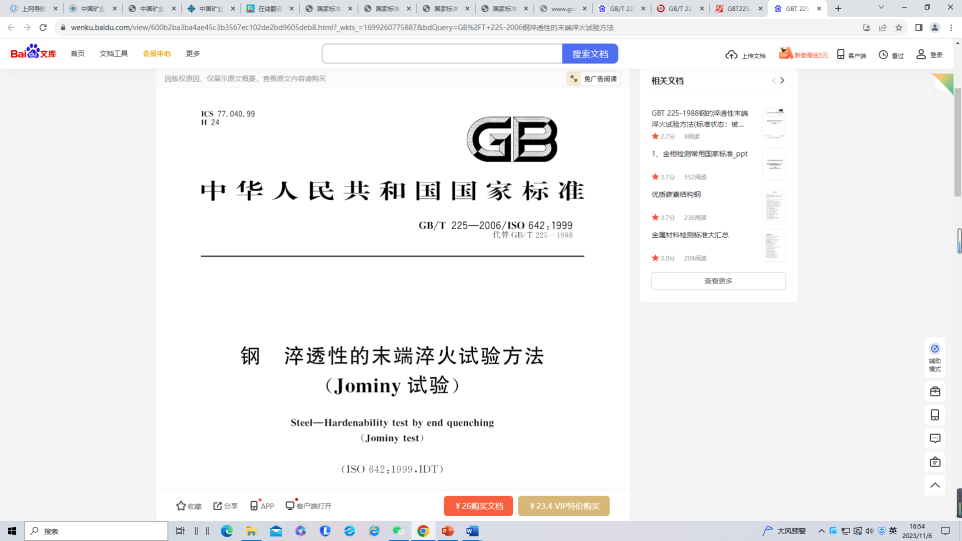 上网导航
中国矿业
中国矿业
中国矿业
在线翻译
国家标准
国家标准
国家标准
国家标准
www.go
GB/T 22
GB/T 22
GBT225
GBT 225
wenku.baidu.com/view/600b2ba3ba4ae45c3b3567ec102de2bd9605deb8.html?_wkts_=1699260775887&bdQuery=GB%2FT+225-2006钢淬透性的末端淬火试验方法
Bai 文库
首页
文档工具
会员中心
更多
搜索文档
上传文档
新客最低5元
客户端
看过
登录
因版权原因,仅展示原文概要,查看原文内容请购买
免广告阅读
ICS 77.040.99
H 24
GB
中华人民共和国国家标准
GB/T 225—2006/ISO 642:1999
代替 GB/T 225—1988
钢 淬透性的末端淬火试验方法
(Jominy 试验)
Steel—Hardenability test by end quenching
(Jominy test)
(ISO 642:1999,IDT)
收藏
分享
APP
客户端打开
¥26购买文档
¥23.4 VIP特价购买
相关文档
GBT 225-1988钢的淬透性末端
淬火试验方法(标准状态:被...
2.7分 8阅读
1、金相检测常用国家标准_ppt
3.7分 552阅读
优质碳素结构钢
3.7分 236阅读
金属材料检测标准大汇总
3.0分 208阅读
查看更多
辅助
模式
搜索
大风预警
英
16:54
2023/11/6